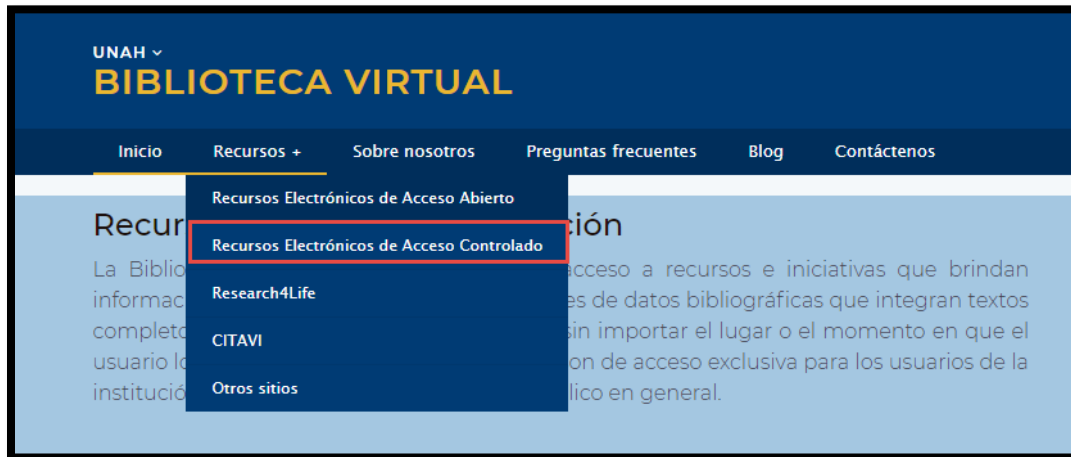 UNAH
BIBLIOTECA VIRTUAL
Inicio Recursos + Sobre nosotros Preguntas frecuentes Blog Contáctenos
Recursos Electrónicos de Acceso Abierto
Recursos Electrónicos de Acceso Controlado
Research4Life
CITAVI
Otros sitios
Recur ción
La Biblio acceso a recursos e iniciativas que brindan
informac es de datos bibliográficas que integran textos
completo sin importar el lugar o el momento en que el
usuario lo on de acceso exclusiva para los usuarios de la
institució lico en general.